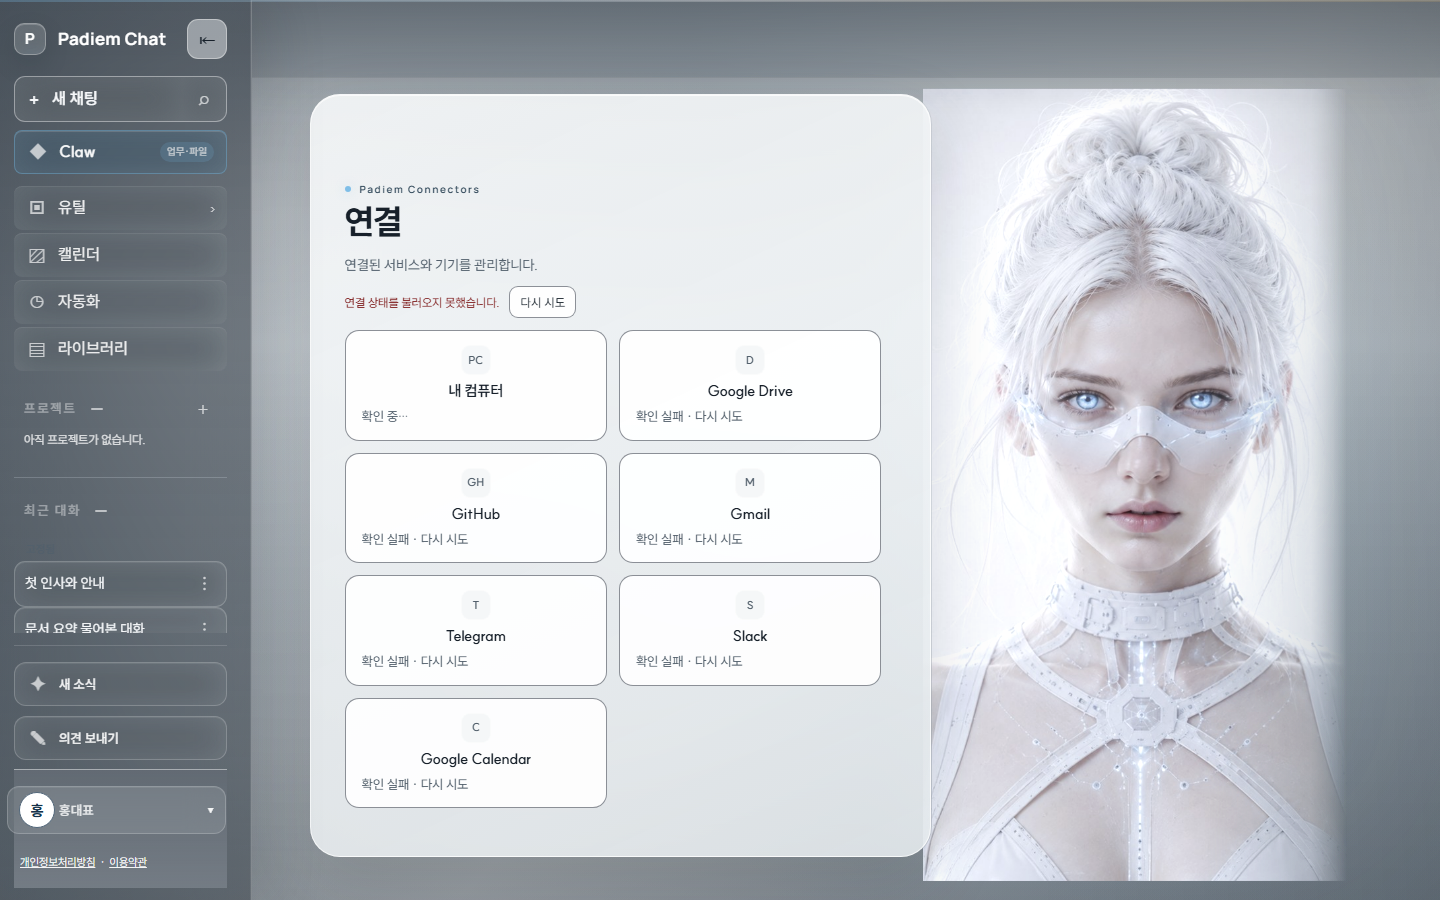 P Padiem Chat
+ 새 채팅
Claw 업무·파일
유틸
캘린더
자동화
라이브러리
프로젝트
아직 프로젝트가 없습니다.
최근 대화
첫 인사와 안내
문서 요약 물어본 대화
새 소식
의견 보내기
홍 홍대표
개인정보처리방침 · 이용약관
Padiem Connectors
연결
연결된 서비스와 기기를 관리합니다.
연결 상태를 불러오지 못했습니다. 다시 시도
PC
내 컴퓨터
확인 중…
D
Google Drive
확인 실패 · 다시 시도
GH
GitHub
확인 실패 · 다시 시도
M
Gmail
확인 실패 · 다시 시도
T
Telegram
확인 실패 · 다시 시도
S
Slack
확인 실패 · 다시 시도
C
Google Calendar
확인 실패 · 다시 시도